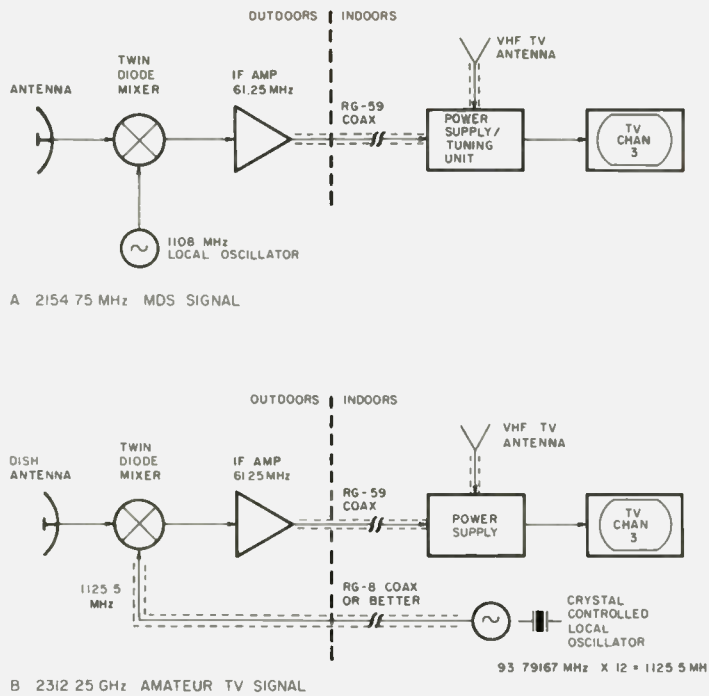 OUTDOORS INDOORS
VHF TV
ANTENNA
TWIN
DIODE
MIXER
IF AMP
61.25 MHz
ANTENNA
RG-59
COAX
POWER
SUPPLY/
TUNING
UNIT
TV
CHAN
3
1108 MHz
LOCAL OSCILLATOR
A 2154 75 MHz MDS SIGNAL
OUTDOORS INDOORS
VHF TV
ANTENNA
TWIN
DIODE
MIXER
IF AMP
61 25 MHz
DISH
ANTENNA
RG-59
COAX
POWER
SUPPLY
TV
CHAN
3
1125 5
MHz
RG-8 COAX
OR BETTER
CRYSTAL
CONTROLLED
LOCAL
OSCILLATOR
93 79167 MHz X 12 = 1125 5 MH
B 2312 25 GHz AMATEUR TV SIGNAL